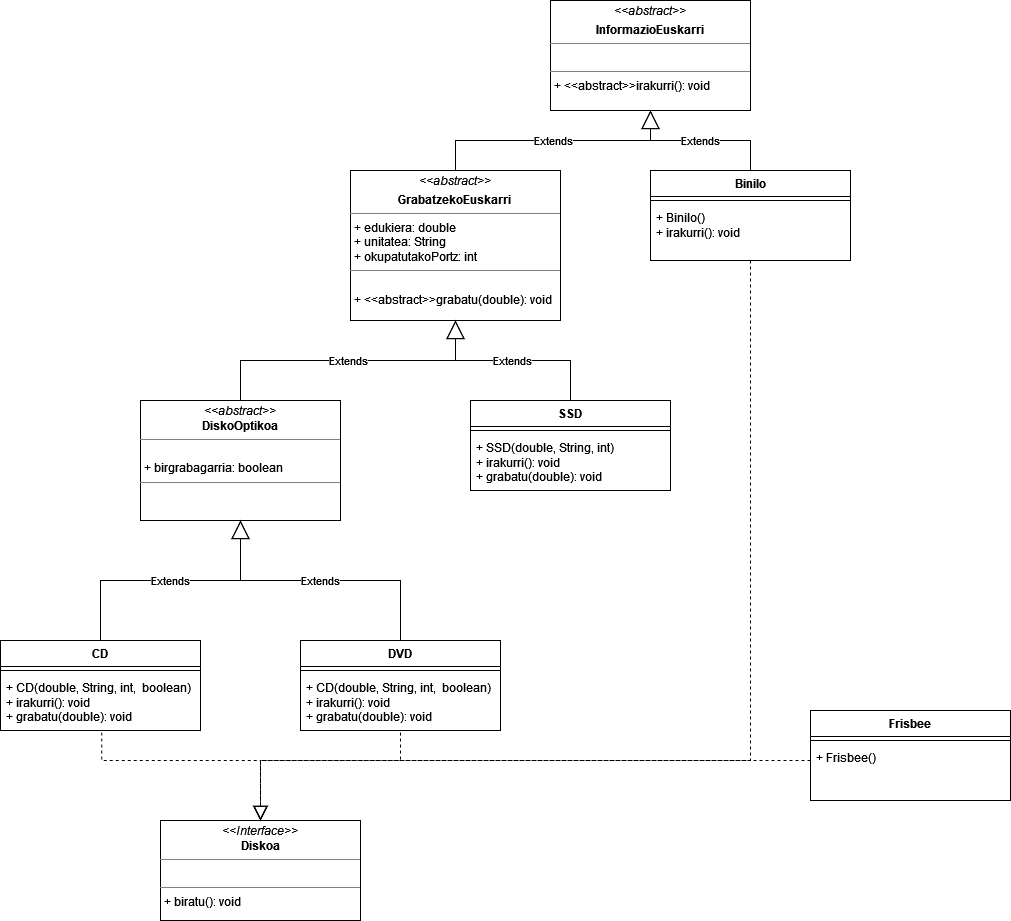 <<abstract>>
InformazioEuskarri
+ <<abstract>>irakurri(): void
Extends
Extends
<<abstract>>
GrabatzekoEuskarri
+ edukiera: double
+ unitatea: String
+ okupatutakoPortz: int
+ <<abstract>>grabatu(double): void
Binilo
+ Binilo()
+ irakurri(): void
Extends
Extends
<<abstract>>
DiskoOptikoa
+ birgrabagarria: boolean
SSD
+ SSD(double, String, int)
+ irakurri(): void
+ grabatu(double): void
Extends
Extends
CD
+ CD(double, String, int, boolean)
+ irakurri(): void
+ grabatu(double): void
DVD
+ CD(double, String, int, boolean)
+ irakurri(): void
+ grabatu(double): void
Frisbee
+ Frisbee()
<<Interface>>
Diskoa
+ biratu(): void